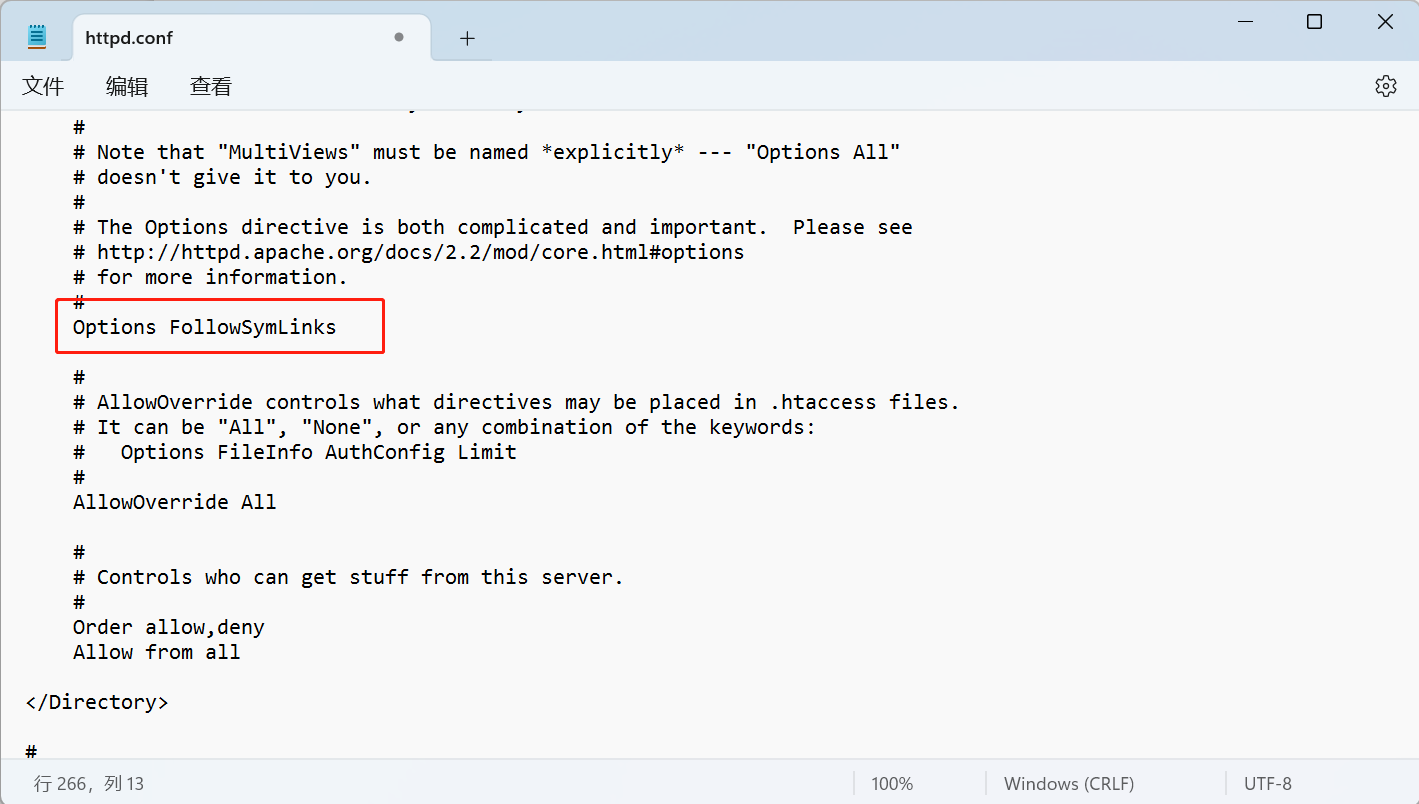 httpd.conf
文件 编辑 查看
#
# Note that "MultiViews" must be named *explicitly* --- "Options All"
# doesn't give it to you.
#
# The Options directive is both complicated and important.  Please see
# http://httpd.apache.org/docs/2.2/mod/core.html#options
# for more information.
#
Options FollowSymLinks
#
# AllowOverride controls what directives may be placed in .htaccess files.
# It can be "All", "None", or any combination of the keywords:
#   Options FileInfo AuthConfig Limit
#
AllowOverride All
#
# Controls who can get stuff from this server.
#
Order allow,deny
Allow from all
</Directory>
#
行 266，列 13 100% Windows (CRLF) UTF-8